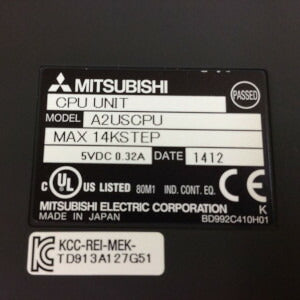 MITSUBISHI
PASSED
CPU UNIT
MODEL A2USCPU
MAX 14KSTEP
5VDC 0.32A DATE 1412
c UL US LISTED 80M1 IND. CONT. EQ. CE
MITSUBISHI ELECTRIC CORPORATION K
MADE IN JAPAN BD992C410H01
KCC-REI-MEK-
TD913A127G51